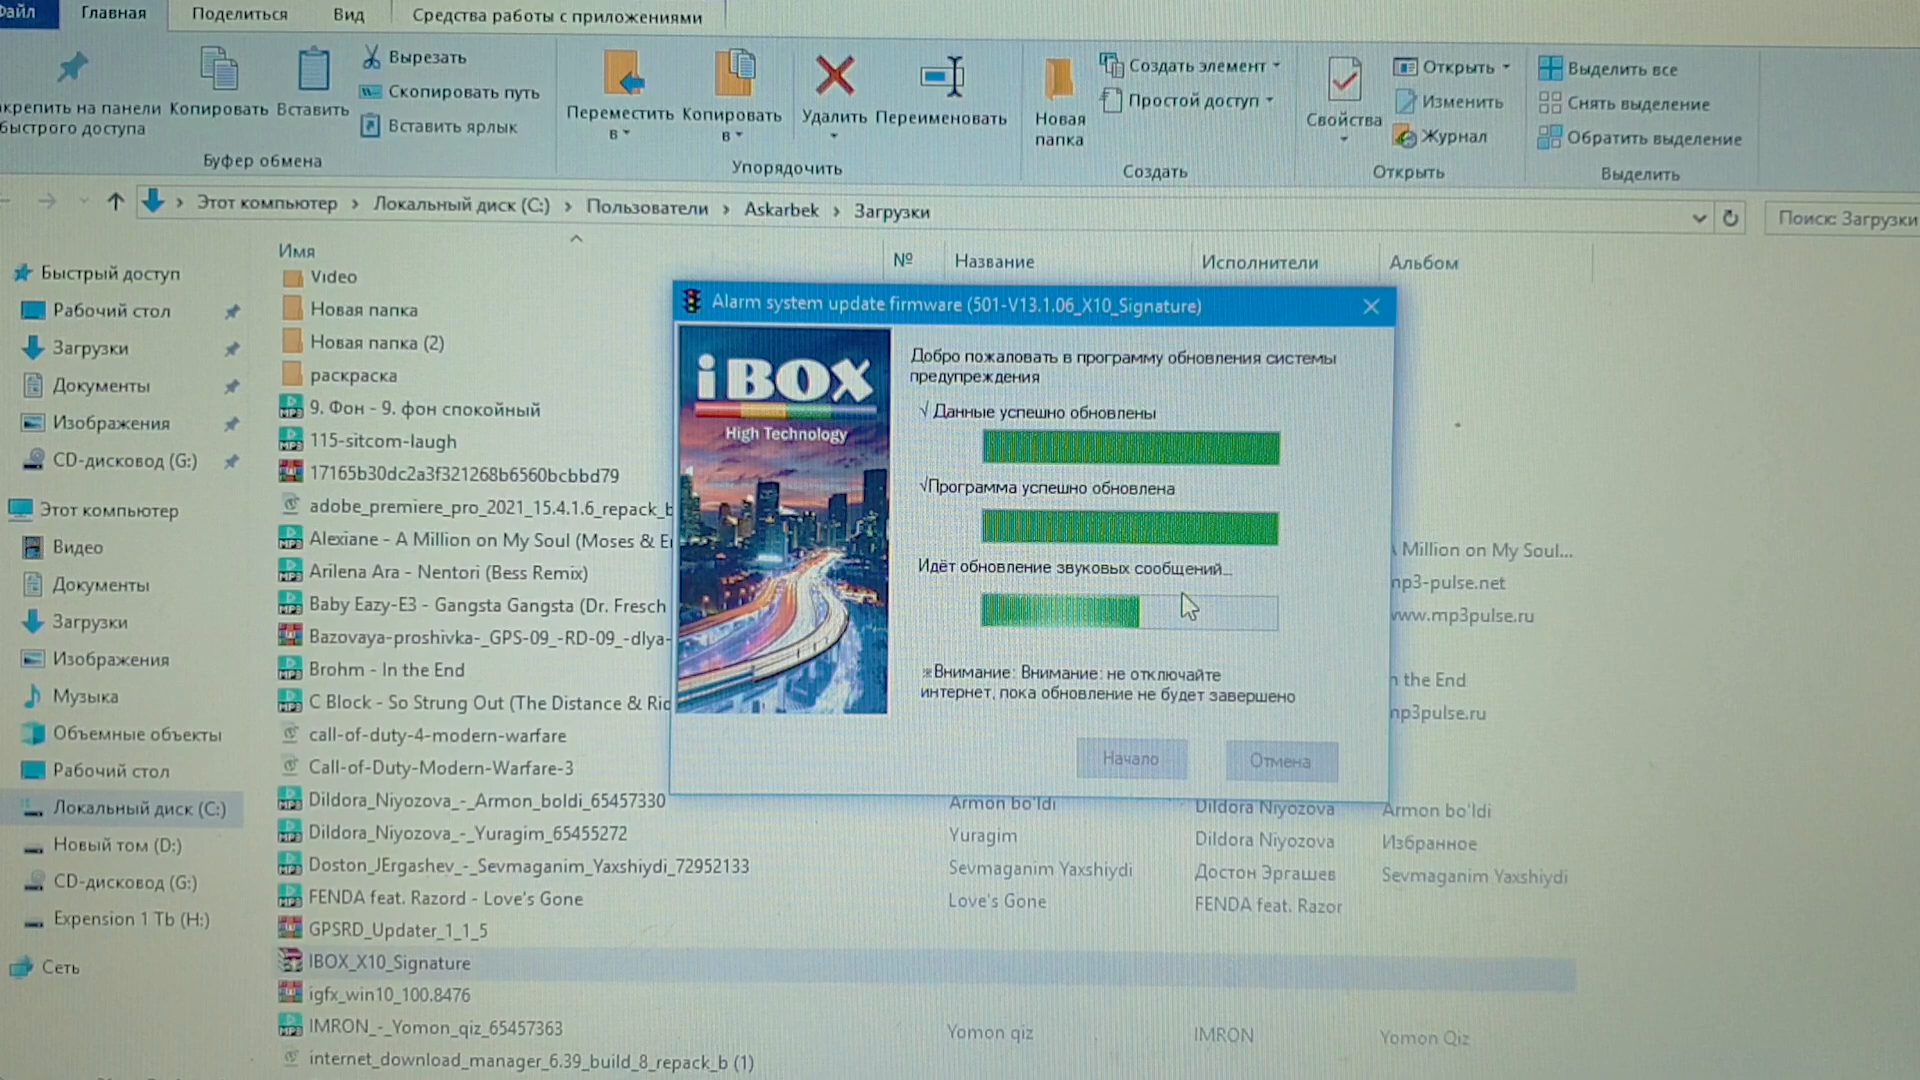 Файл
Главная
Поделиться
Вид
Средства работы с приложениями
крепить на панели
быстрого доступа
Копировать
Вставить
Вырезать
Скопировать путь
Вставить ярлык
Буфер обмена
Переместить
в
Копировать
в
Удалить
Переименовать
Упорядочить
Новая
папка
Создать элемент
Простой доступ
Создать
Свойства
Открыть
Изменить
Журнал
Открыть
Выделить все
Снять выделение
Обратить выделение
Выделить
Этот компьютер
Локальный диск (C:)
Пользователи
Askarbek
Загрузки
Поиск: Загрузки
Имя
№
Название
Исполнители
Альбом
Быстрый доступ
Рабочий стол
Загрузки
Документы
Изображения
CD-дисковод (G:)
Этот компьютер
Видео
Документы
Загрузки
Изображения
Музыка
Объемные объекты
Рабочий стол
Локальный диск (C:)
Новый том (D:)
CD-дисковод (G:)
Expension 1 Tb (H:)
Сеть
Video
Новая папка
Новая папка (2)
раскраска
9. Фон - 9. фон спокойный
115-sitcom-laugh
17165b30dc2a3f321268b6560bcbbd79
adobe_premiere_pro_2021_15.4.1.6_repack_b
Alexiane - A Million on My Soul (Moses & E
Arilena Ara - Nentori (Bess Remix)
Baby Eazy-E3 - Gangsta Gangsta (Dr. Fresch
Bazovaya-proshivka-_GPS-09_-RD-09_-dlya-
Brohm - In the End
C Block - So Strung Out (The Distance & Ric
call-of-duty-4-modern-warfare
Call-of-Duty-Modern-Warfare-3
Dildora_Niyozova_-_Armon_boldi_65457330
Armon bo'ldi
Dildora Niyozova
Armon bo'ldi
Dildora_Niyozova_-_Yuragim_65455272
Yuragim
Dildora Niyozova
Избранное
Doston_JErgashev_-_Sevmaganim_Yaxshiydi_72952133
Sevmaganim Yaxshiydi
Достон Эргашев
Sevmaganim Yaxshiydi
FENDA feat. Razord - Love's Gone
Love's Gone
FENDA feat. Razor
GPSRD_Updater_1_1_5
IBOX_X10_Signature
igfx_win10_100.8476
IMRON_-_Yomon_qiz_65457363
Yomon qiz
IMRON
Yomon Qiz
internet_download_manager_6.39_build_8_repack_b (1)
Million on My Soul...
mp3-pulse.net
www.mp3pulse.ru
n the End
mp3pulse.ru
Alarm system update firmware (501-V13.1.06_X10_Signature)
iBOX
High Technology
Добро пожаловать в программу обновления системы
предупреждения
√ Данные успешно обновлены
√Программа успешно обновлена
Идёт обновление звуковых сообщений...
※Внимание: Внимание: не отключайте
интернет, пока обновление не будет завершено
Начало
Отмена